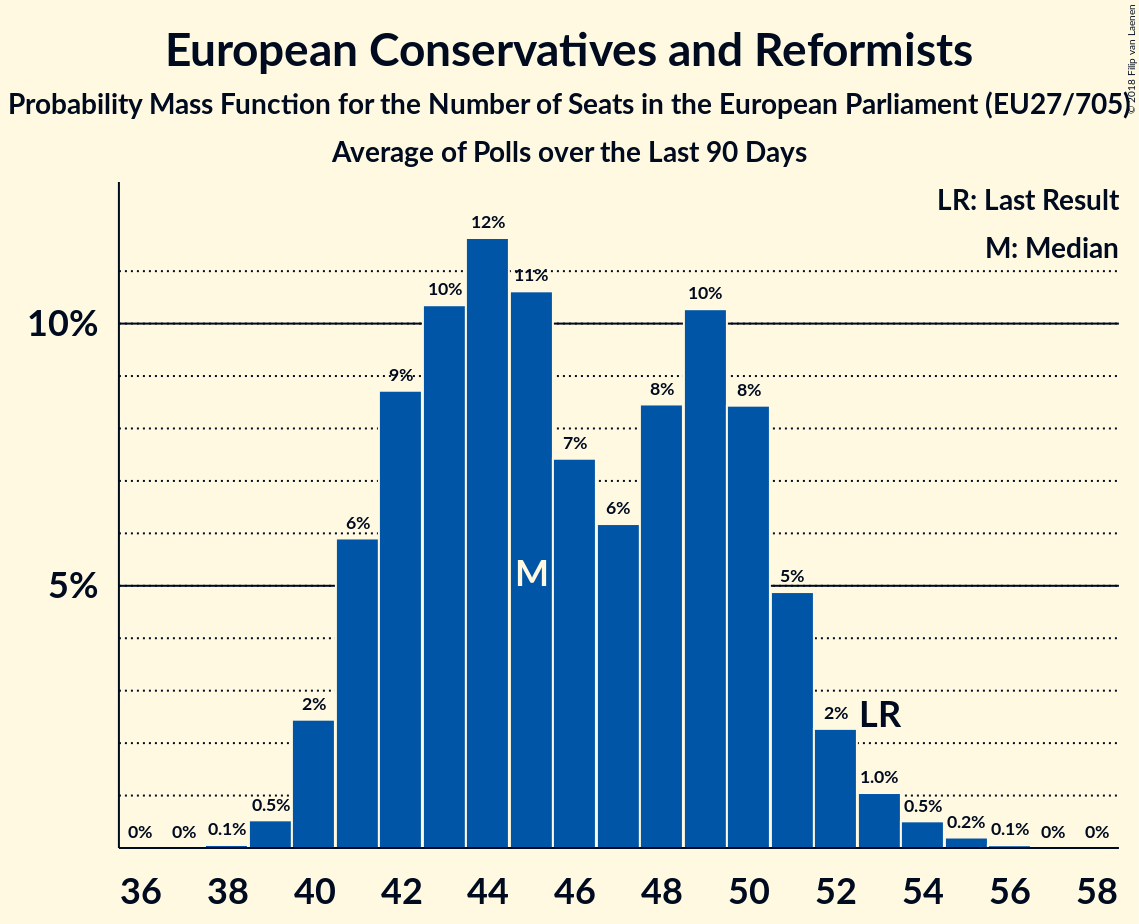 European Conservatives and Reformists
Probability Mass Function for the Number of Seats in the European Parliament (EU27/705)
Average of Polls over the Last 90 Days
© 2018 Filip van Laenen
LR: Last Result
M: Median
10%
5%
0%
0%
0.1%
0.5%
2%
6%
9%
10%
12%
11%
7%
6%
8%
10%
8%
5%
2%
1.0%
0.5%
0.2%
0.1%
0%
0%
M
LR
36 38 40 42 44 46 48 50 52 54 56 58